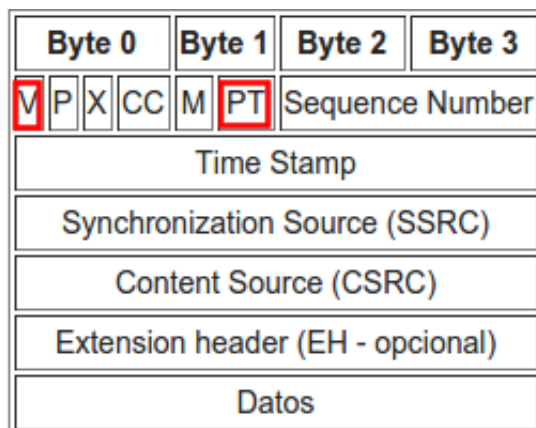 Byte 0 Byte 1 Byte 2 Byte 3
V P X CC M PT Sequence Number
Time Stamp
Synchronization Source (SSRC)
Content Source (CSRC)
Extension header (EH - opcional)
Datos